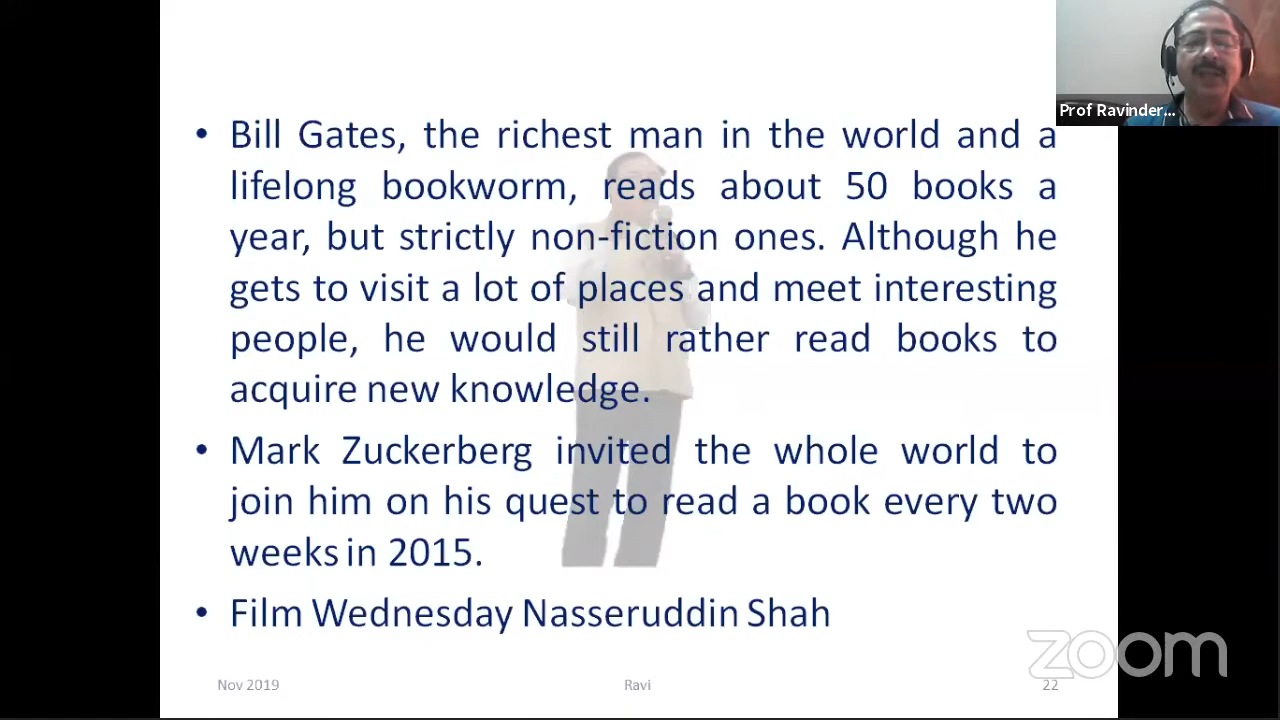 Prof Ravinder...
• Bill Gates, the richest man in the world and a
lifelong bookworm, reads about 50 books a
year, but strictly non-fiction ones. Although he
gets to visit a lot of places and meet interesting
people, he would still rather read books to
acquire new knowledge.
• Mark Zuckerberg invited the whole world to
join him on his quest to read a book every two
weeks in 2015.
• Film Wednesday Nasseruddin Shah
zoom
Nov 2019 Ravi 22